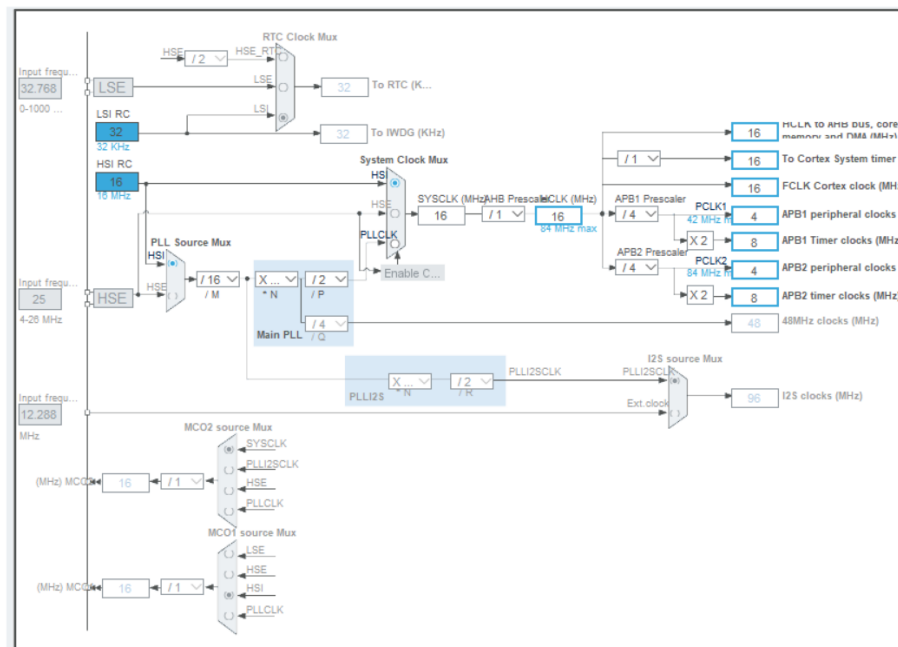 RTC Clock Mux
HSE
/ 2
HSE_RTC
Input frequ...
32.768
0-1000 ...
LSE
LSE
32
To RTC (K...
LSI RC
32
32 KHz
LSI
32
To IWDG (KHz)
HSI RC
16
16 MHz
System Clock Mux
HSI
HSE
PLLCLK
Enable C...
SYSCLK (MHz)
16
AHB Prescaler
/ 1
HCLK (MHz)
16
84 MHz max
16
HCLK to AHB bus, core
memory and DMA (MHz)
/ 1
16
To Cortex System timer
16
FCLK Cortex clock (MH
APB1 Prescaler
/ 4
PCLK1
42 MHz m
4
APB1 peripheral clocks
X 2
8
APB1 Timer clocks (MHz
APB2 Prescaler
/ 4
PCLK2
84 MHz m
4
APB2 peripheral clocks
X 2
8
APB2 timer clocks (MHz)
PLL Source Mux
HSI
HSE
Input frequ...
25
4-26 MHz
HSE
/ 16
/ M
X ...
* N
/ 2
/ P
/ 4
/ Q
Main PLL
48
48MHz clocks (MHz)
X ...
* N
/ 2
/ R
PLLI2S
PLLI2SCLK
I2S source Mux
PLLI2SCLK
Ext.clock
96
I2S clocks (MHz)
Input frequ...
12.288
MHz
MCO2 source Mux
SYSCLK
PLLI2SCLK
HSE
PLLCLK
(MHz) MCO2
16
/ 1
MCO1 source Mux
LSE
HSE
HSI
PLLCLK
(MHz) MCO1
16
/ 1